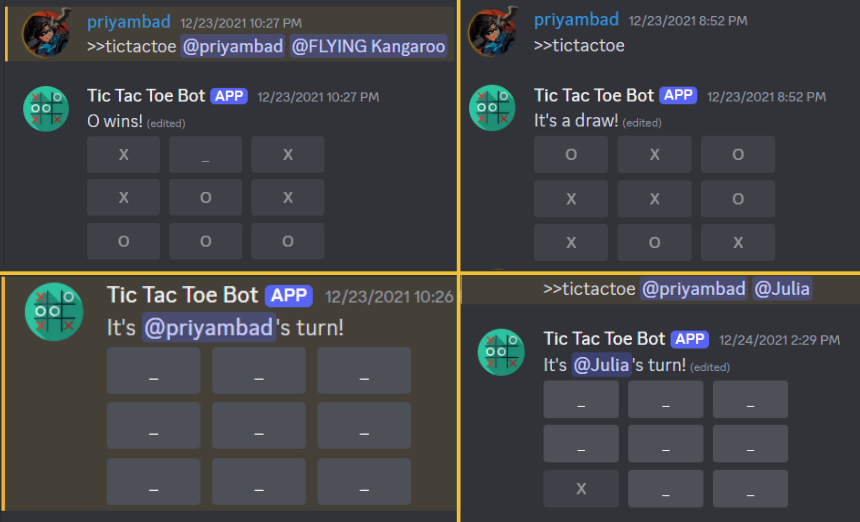 priyambad 12/23/2021 10:27 PM
>>tictactoe @priyambad @FLYING Kangaroo
Tic Tac Toe Bot APP 12/23/2021 10:27 PM
O wins! (edited)
X _ X
X O X
O O O
priyambad 12/23/2021 8:52 PM
>>tictactoe
Tic Tac Toe Bot APP 12/23/2021 8:52 PM
It's a draw! (edited)
O X O
X X O
X O X
Tic Tac Toe Bot APP 12/23/2021 10:26
It's @priyambad's turn!
_ _ _
_ _ _
_ _ _
>>tictactoe @priyambad @Julia
Tic Tac Toe Bot APP 12/24/2021 2:29 PM
It's @Julia's turn! (edited)
_ _ _
_ _ _
X _ _